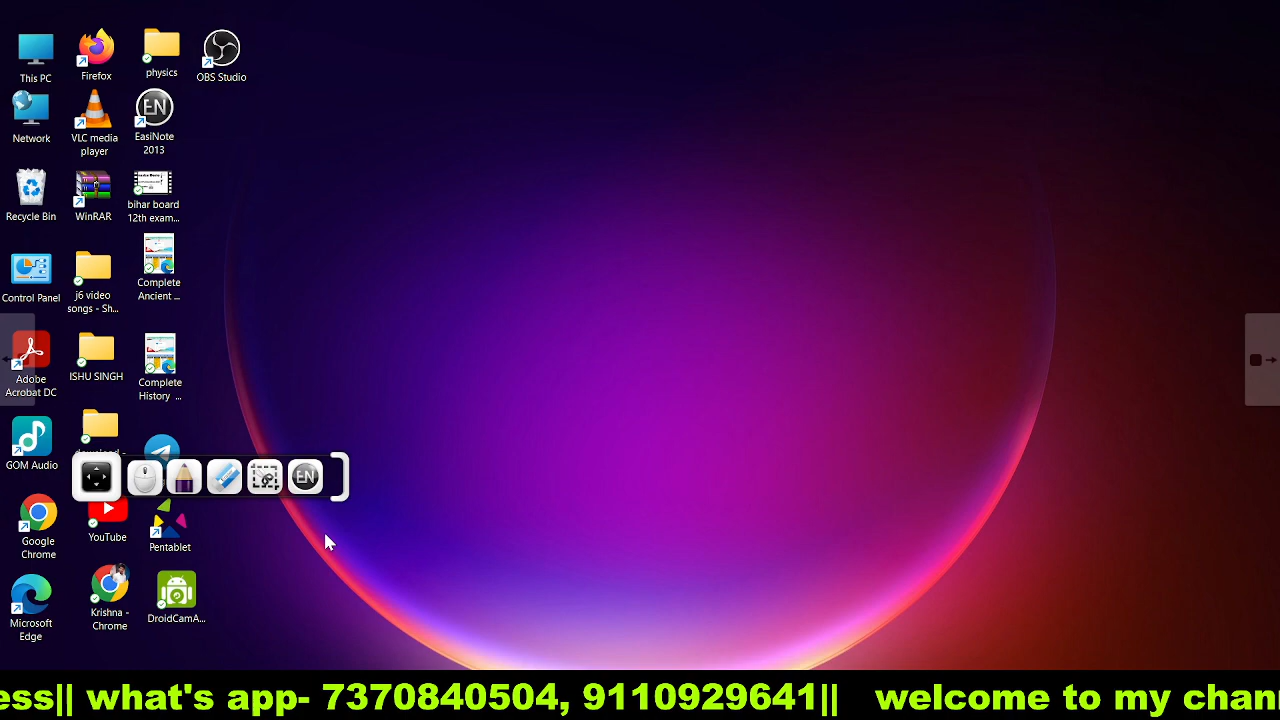 This PC
Firefox
physics
OBS Studio
Network
VLC media
player
EN
EasiNote
2013
Recycle Bin
WinRAR
bihar board
12th exam...
Control Panel
j6 video
songs - Sh...
Complete
Ancient ...
Adobe
Acrobat DC
ISHU SINGH
Complete
History ...
GOM Audio
EN
Google
Chrome
YouTube
Pentablet
Microsoft
Edge
Krishna -
Chrome
DroidCamA...
ess|| what's app- 7370840504, 9110929641|| welcome to my chan